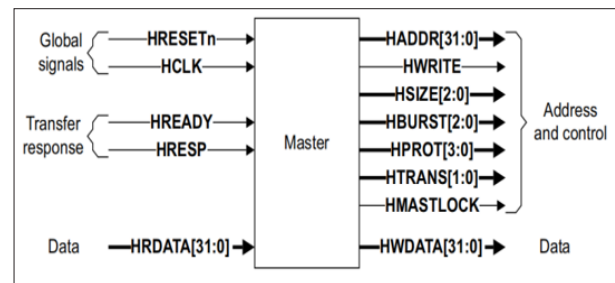 Global
signals
HRESETn
HCLK
Transfer
response
HREADY
HRESP
Data
HRDATA[31:0]
Master
HADDR[31:0]
HWRITE
HSIZE[2:0]
HBURST[2:0]
HPROT[3:0]
HTRANS[1:0]
HMASTLOCK
Address
and control
HWDATA[31:0]
Data